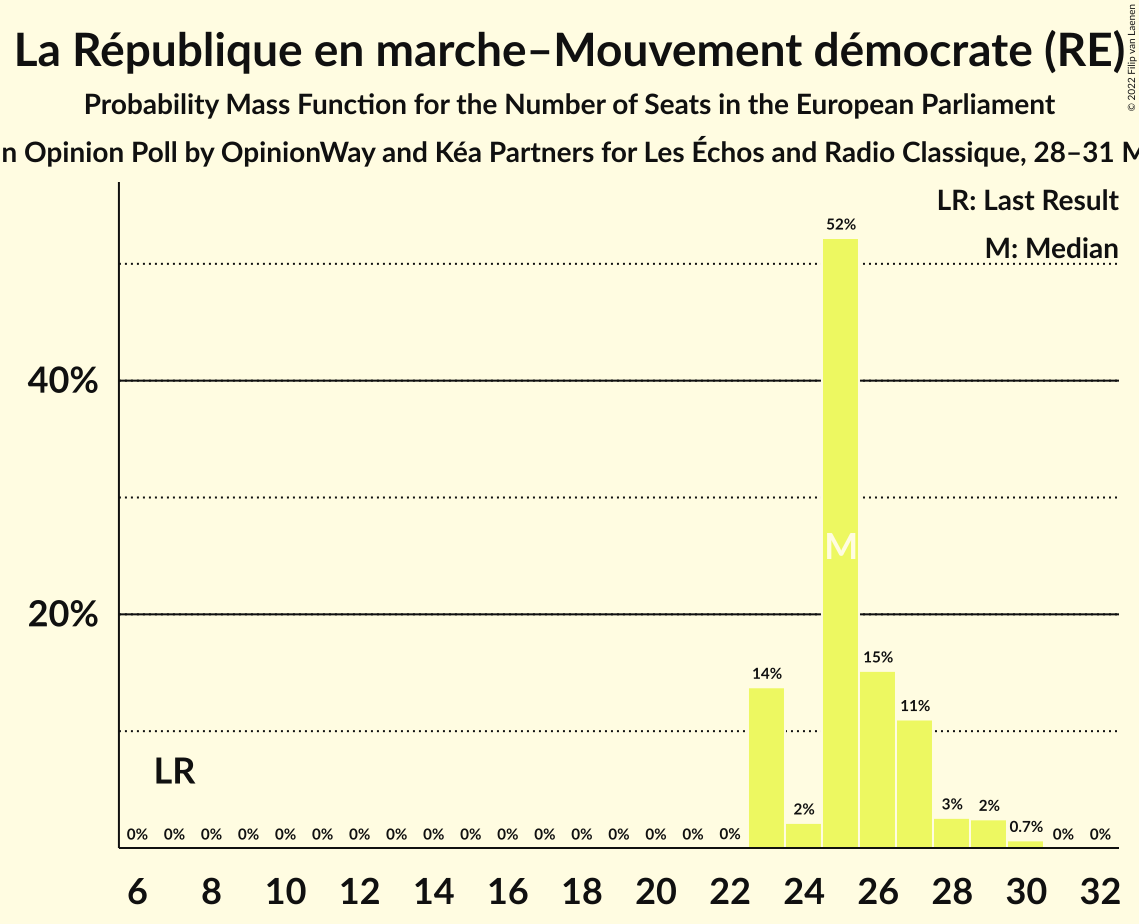 La République en marche–Mouvement démocrate (RE)
© 2022 Filip van Laenen
Probability Mass Function for the Number of Seats in the European Parliament
n Opinion Poll by OpinionWay and Kéa Partners for Les Échos and Radio Classique, 28–31 M
LR: Last Result
M: Median
52%
40%
M
20%
15%
14%
11%
LR
3%
2%
2%
0.7%
0% 0% 0% 0% 0% 0% 0% 0% 0% 0% 0% 0% 0% 0% 0% 0% 0% 0% 0%
6 8 10 12 14 16 18 20 22 24 26 28 30 32